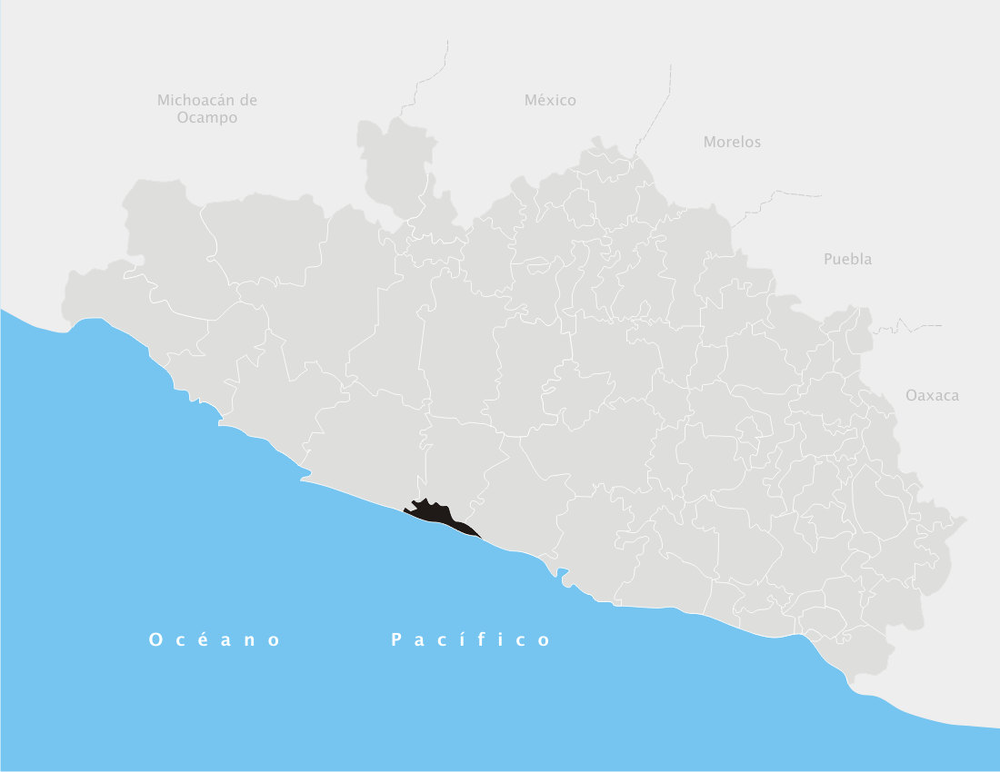 Michoacán de
Ocampo
México
Morelos
Puebla
Oaxaca
Océano Pacífico